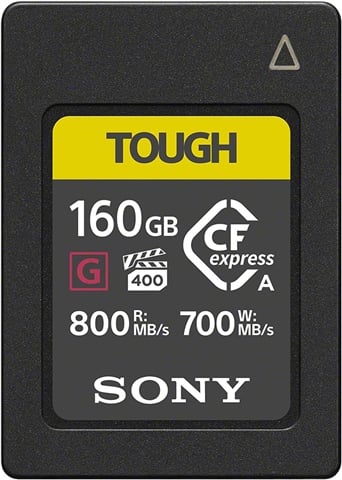 TOUGH
160GB
CF
express
A
G
400
800 R: MB/s 700 W: MB/s
SONY